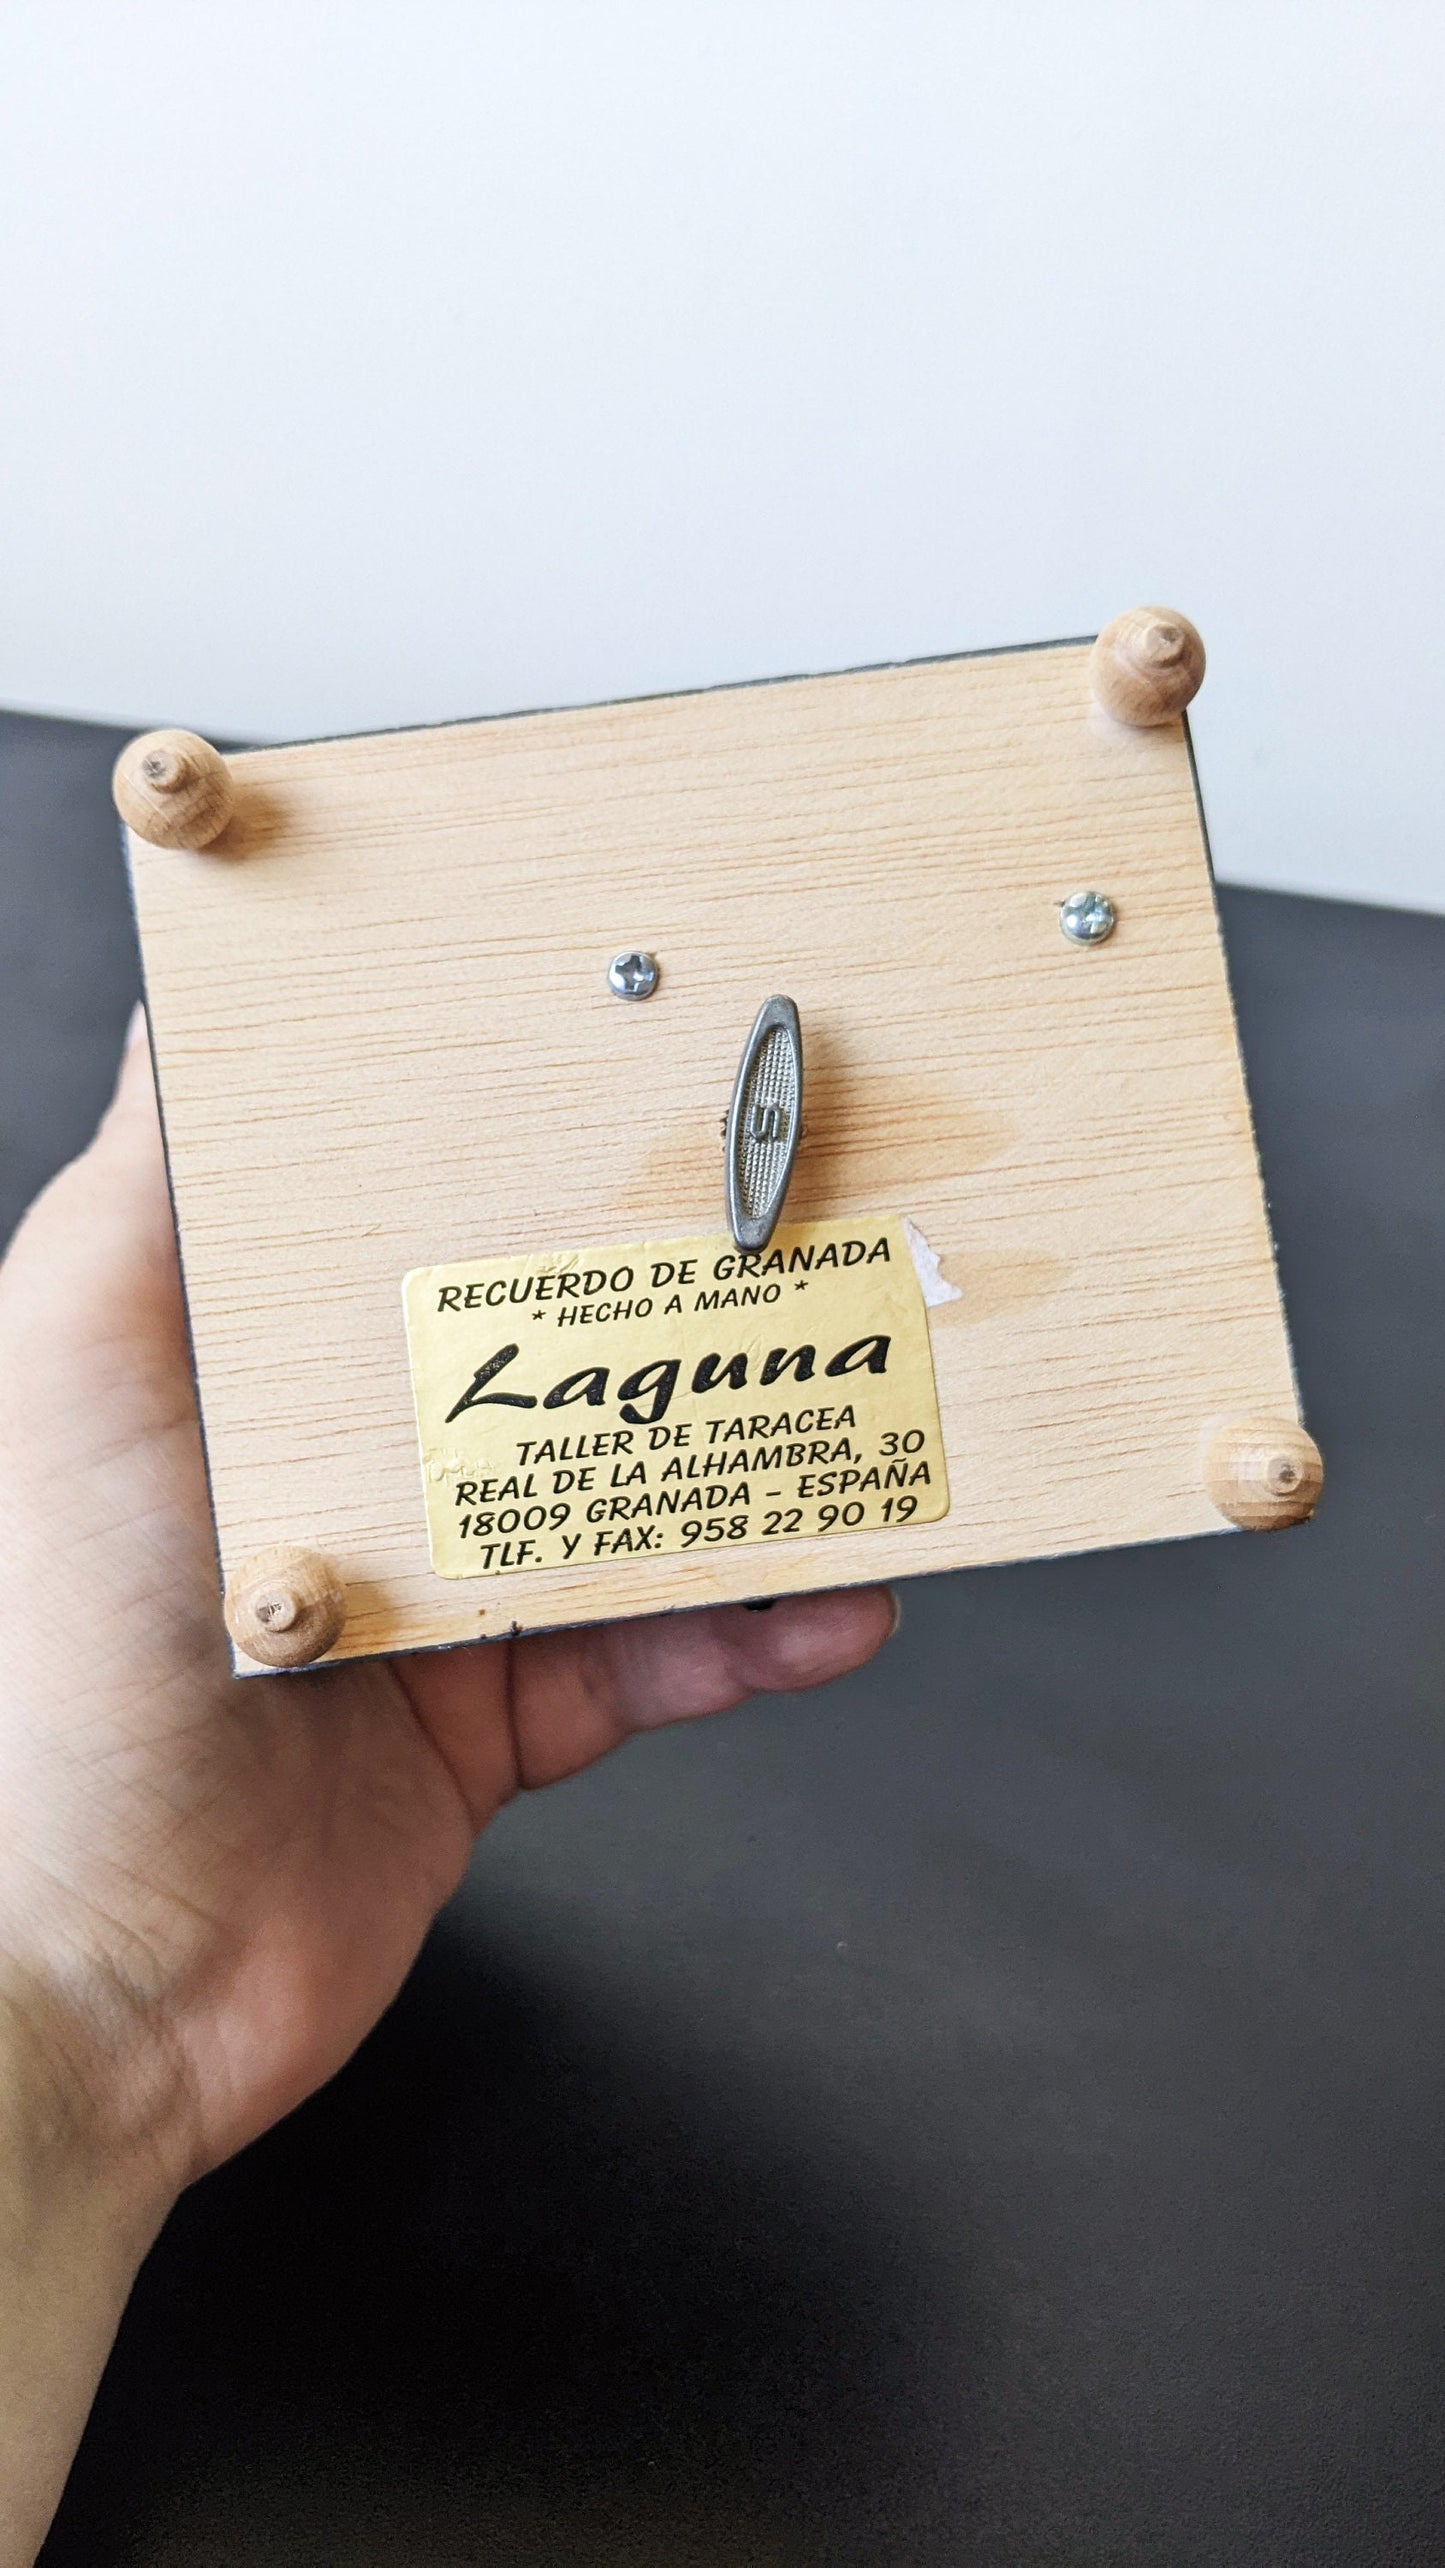 RECUERDO DE GRANADA
* HECHO A MANO *
Laguna
TALLER DE TARACEA
REAL DE LA ALHAMBRA, 30
18009 GRANADA - ESPAÑA
TLF. Y FAX: 958 22 90 19